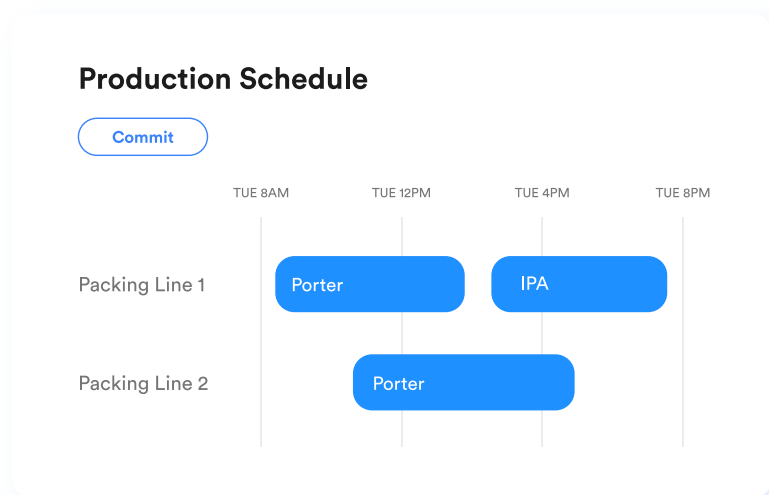 Production Schedule
Commit
TUE 8AM TUE 12PM TUE 4PM TUE 8PM
Packing Line 1 Porter IPA
Packing Line 2 Porter